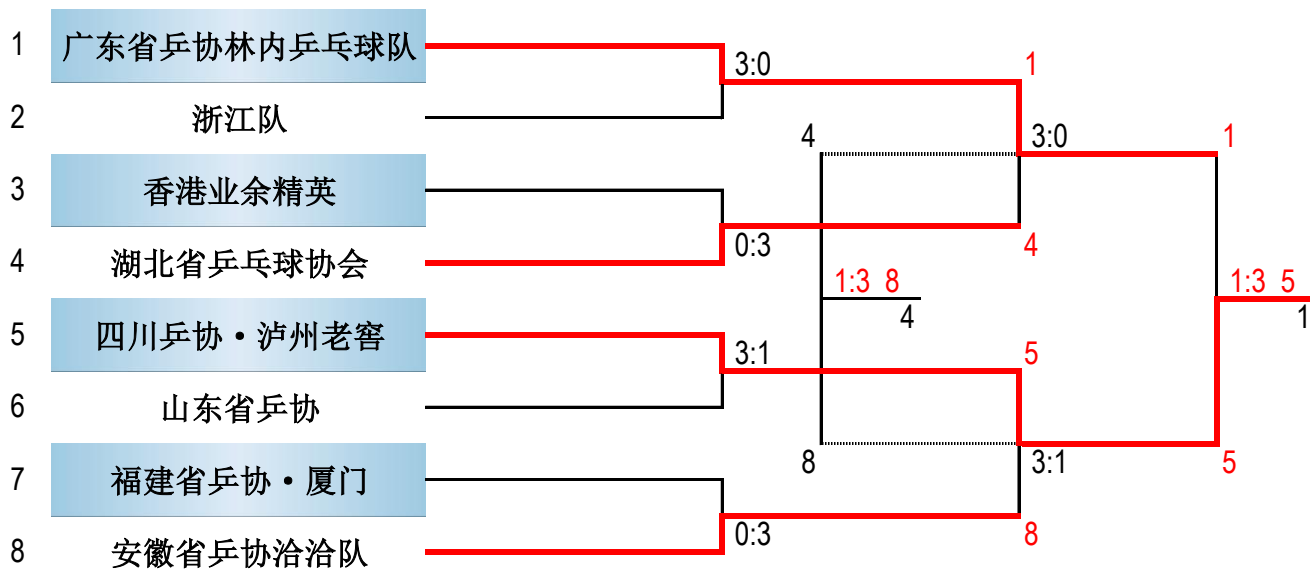 1 广东省乒协林内乒乓球队
3:0 1
2 浙江队
4 3:0 1
3 香港业余精英
0:3 4
4 湖北省乒乓球协会
1:3 8 1:3 5
4 1
5 四川乒协·泸州老窖
3:1 5
6 山东省乒协
8 3:1 5
7 福建省乒协·厦门
0:3 8
8 安徽省乒协洽洽队